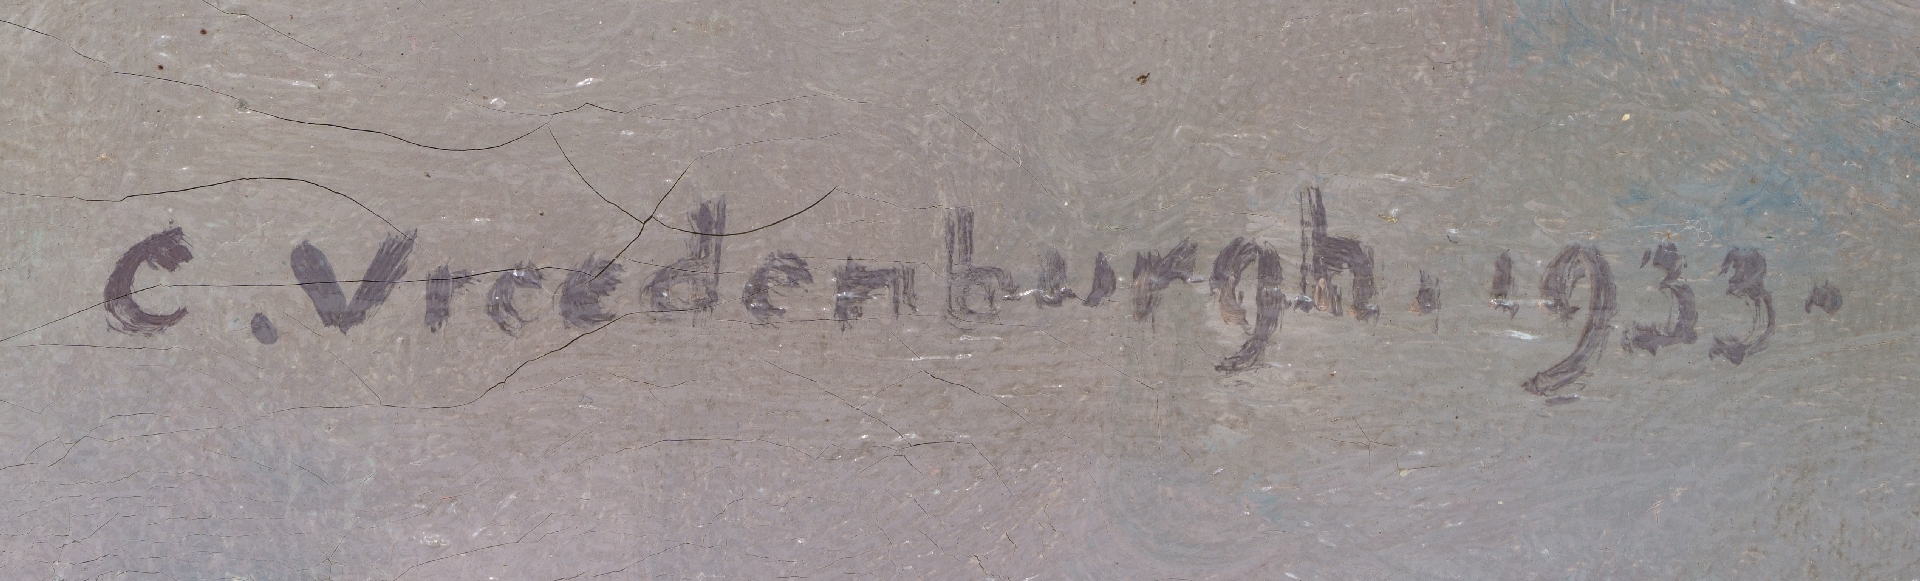 C. Vreedenburgh. 1933.